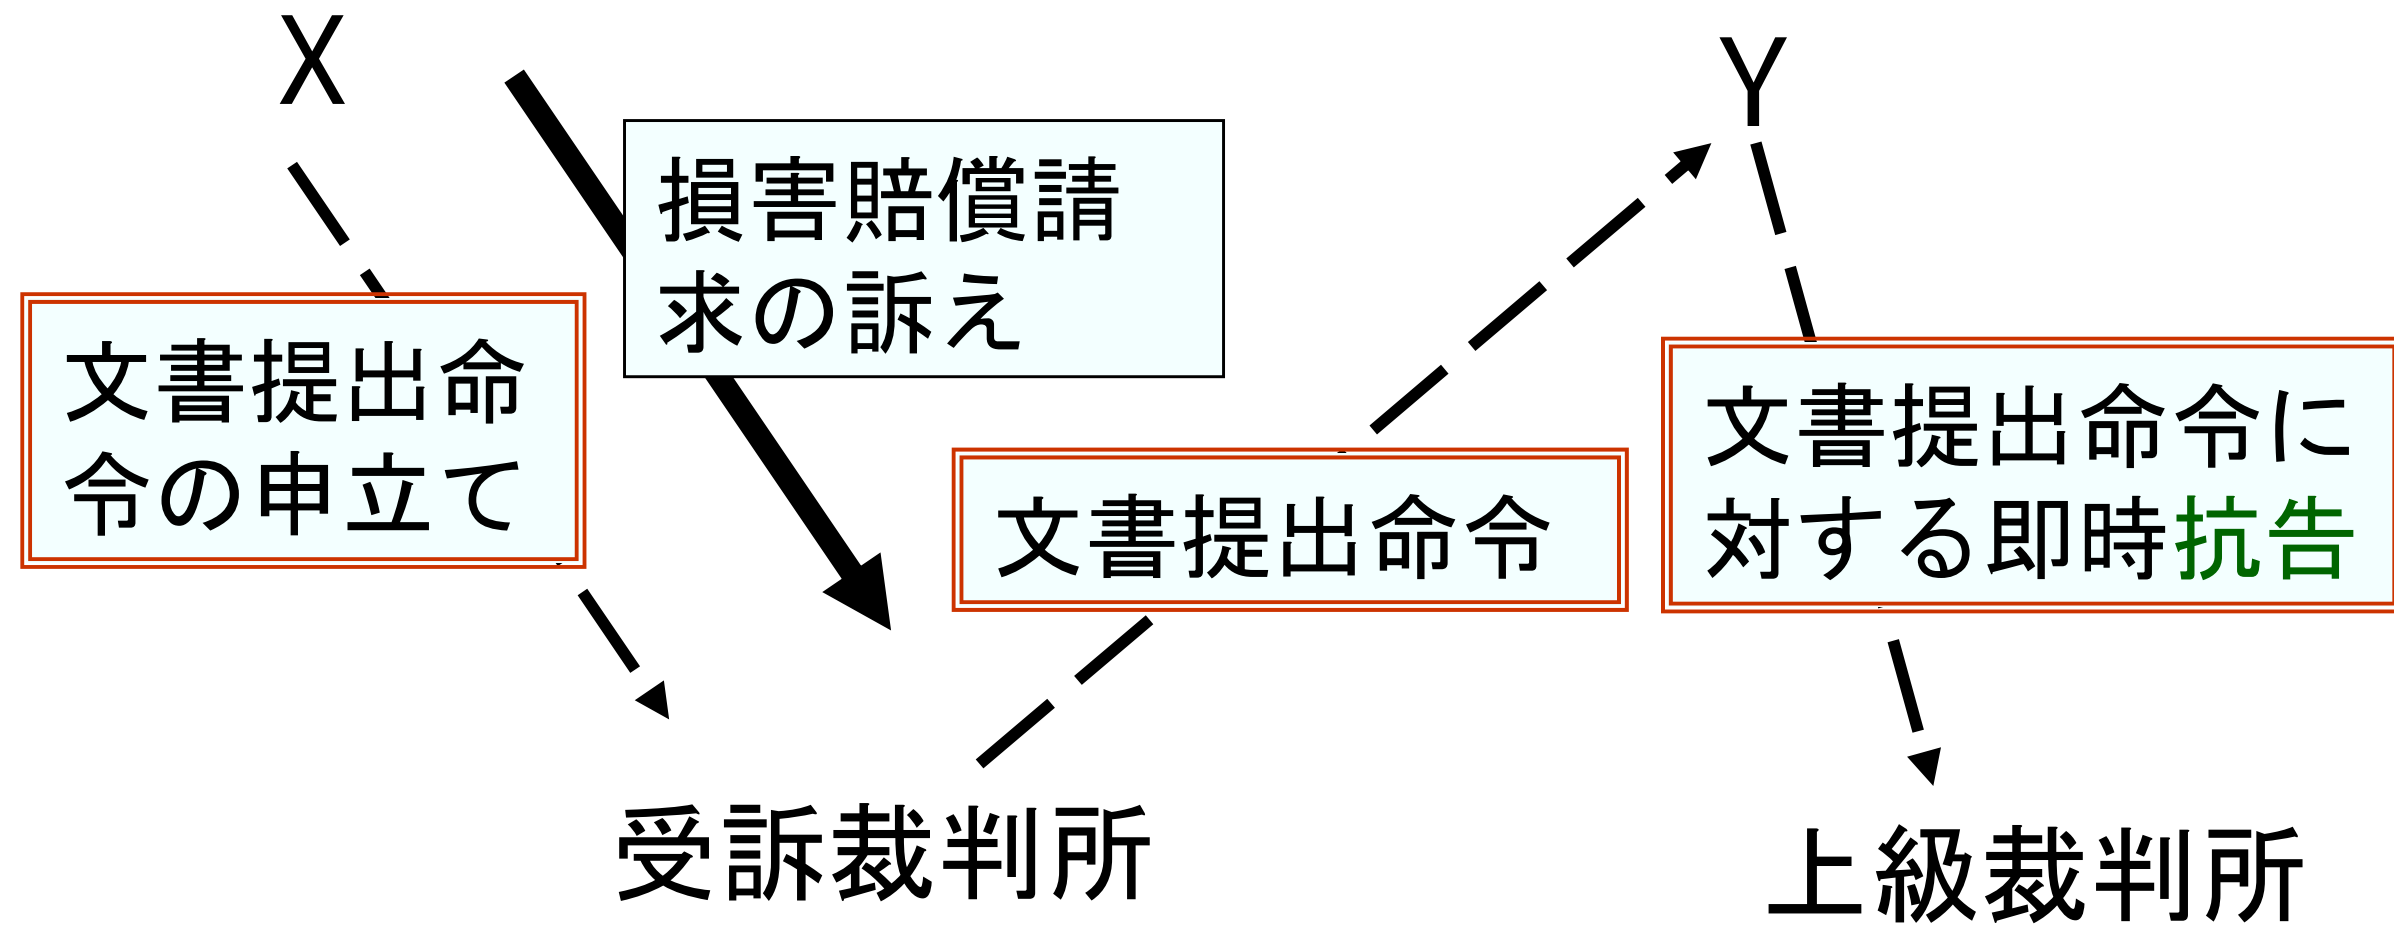 X
Y
損害賠償請
求の訴え
文書提出命
令の申立て
文書提出命令
文書提出命令に
対する即時抗告
受訴裁判所
上級裁判所